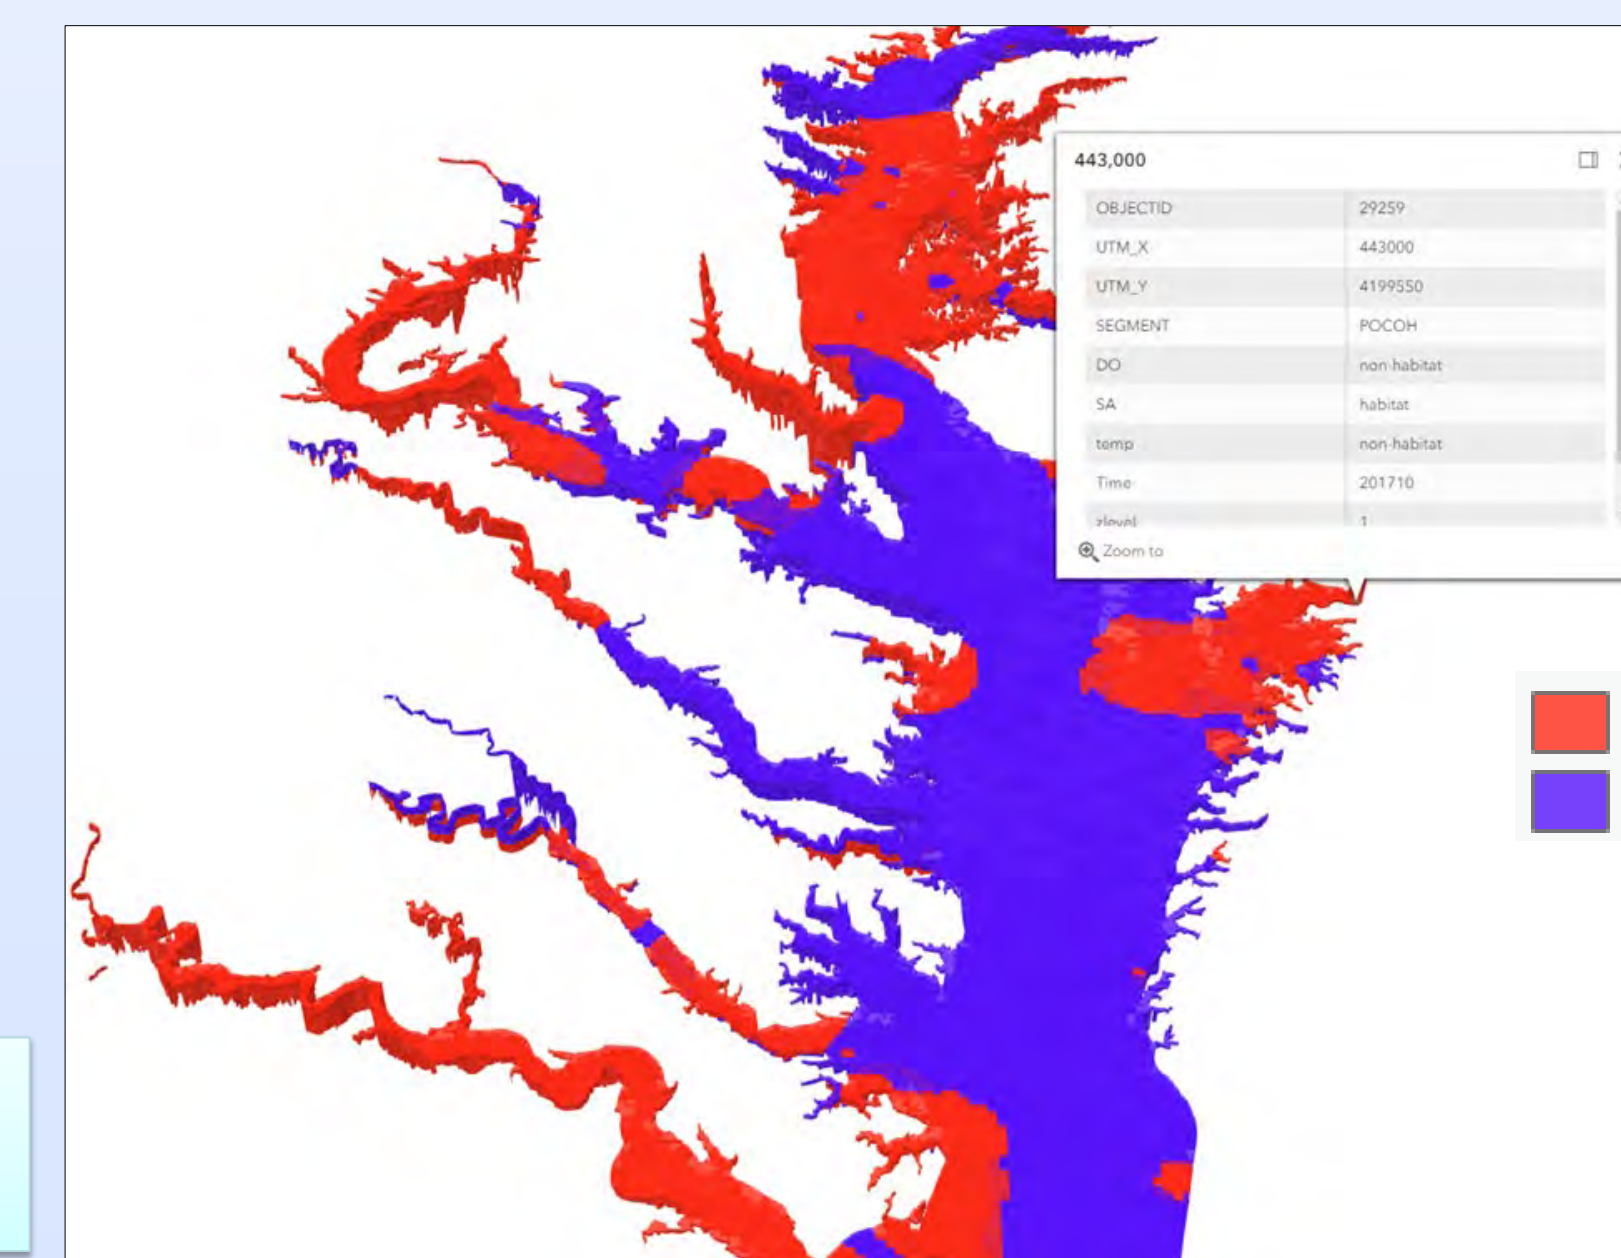 443,000
OBJECTID 29259
UTM_X 443000
UTM_Y 4199550
SEGMENT POCOH
DO non-habitat
SA habitat
temp non-habitat
Time 201710
zlevel 1
Zoom to